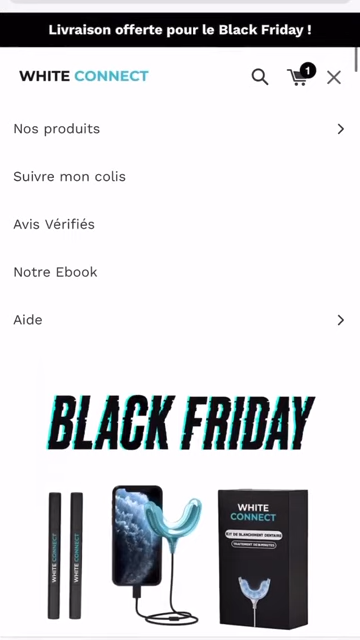 Livraison offerte pour le Black Friday !
WHITE CONNECT
1
Nos produits
Suivre mon colis
Avis Vérifiés
Notre Ebook
Aide
BLACK FRIDAY
WHITE CONNECT
WHITE CONNECT
WHITE
CONNECT
KIT DE BLANCHIMENT DENTAIRE